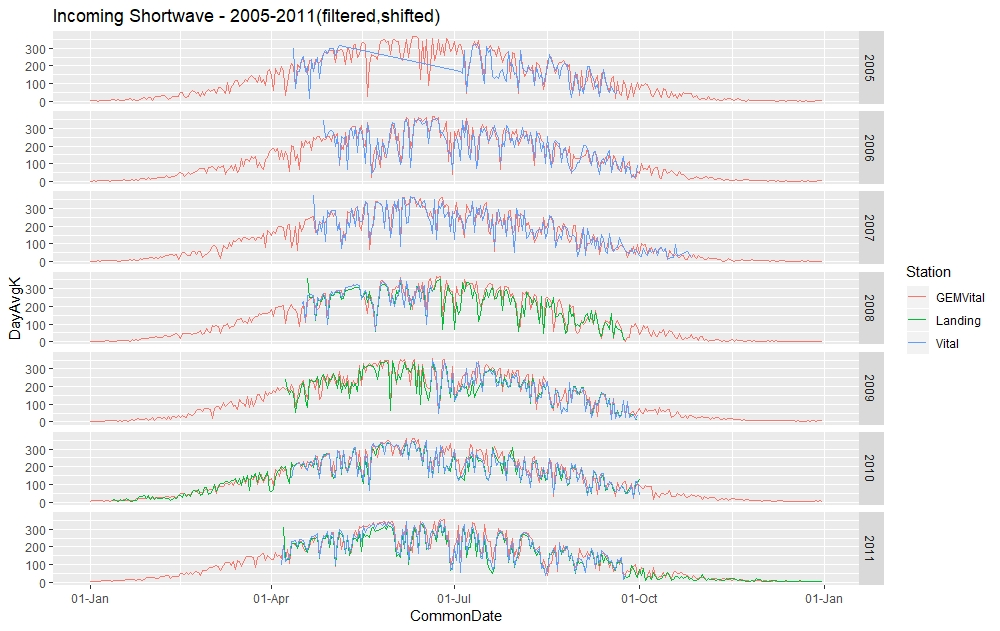 Incoming Shortwave - 2005-2011(filtered,shifted)
DayAvgK
300
200
100
0
2005
300
200
100
0
2006
300
200
100
0
2007
300
200
100
0
2008
300
200
100
0
2009
300
200
100
0
2010
300
200
100
0
2011
01-Jan
01-Apr
01-Jul
01-Oct
01-Jan
CommonDate
Station
GEMVital
Landing
Vital